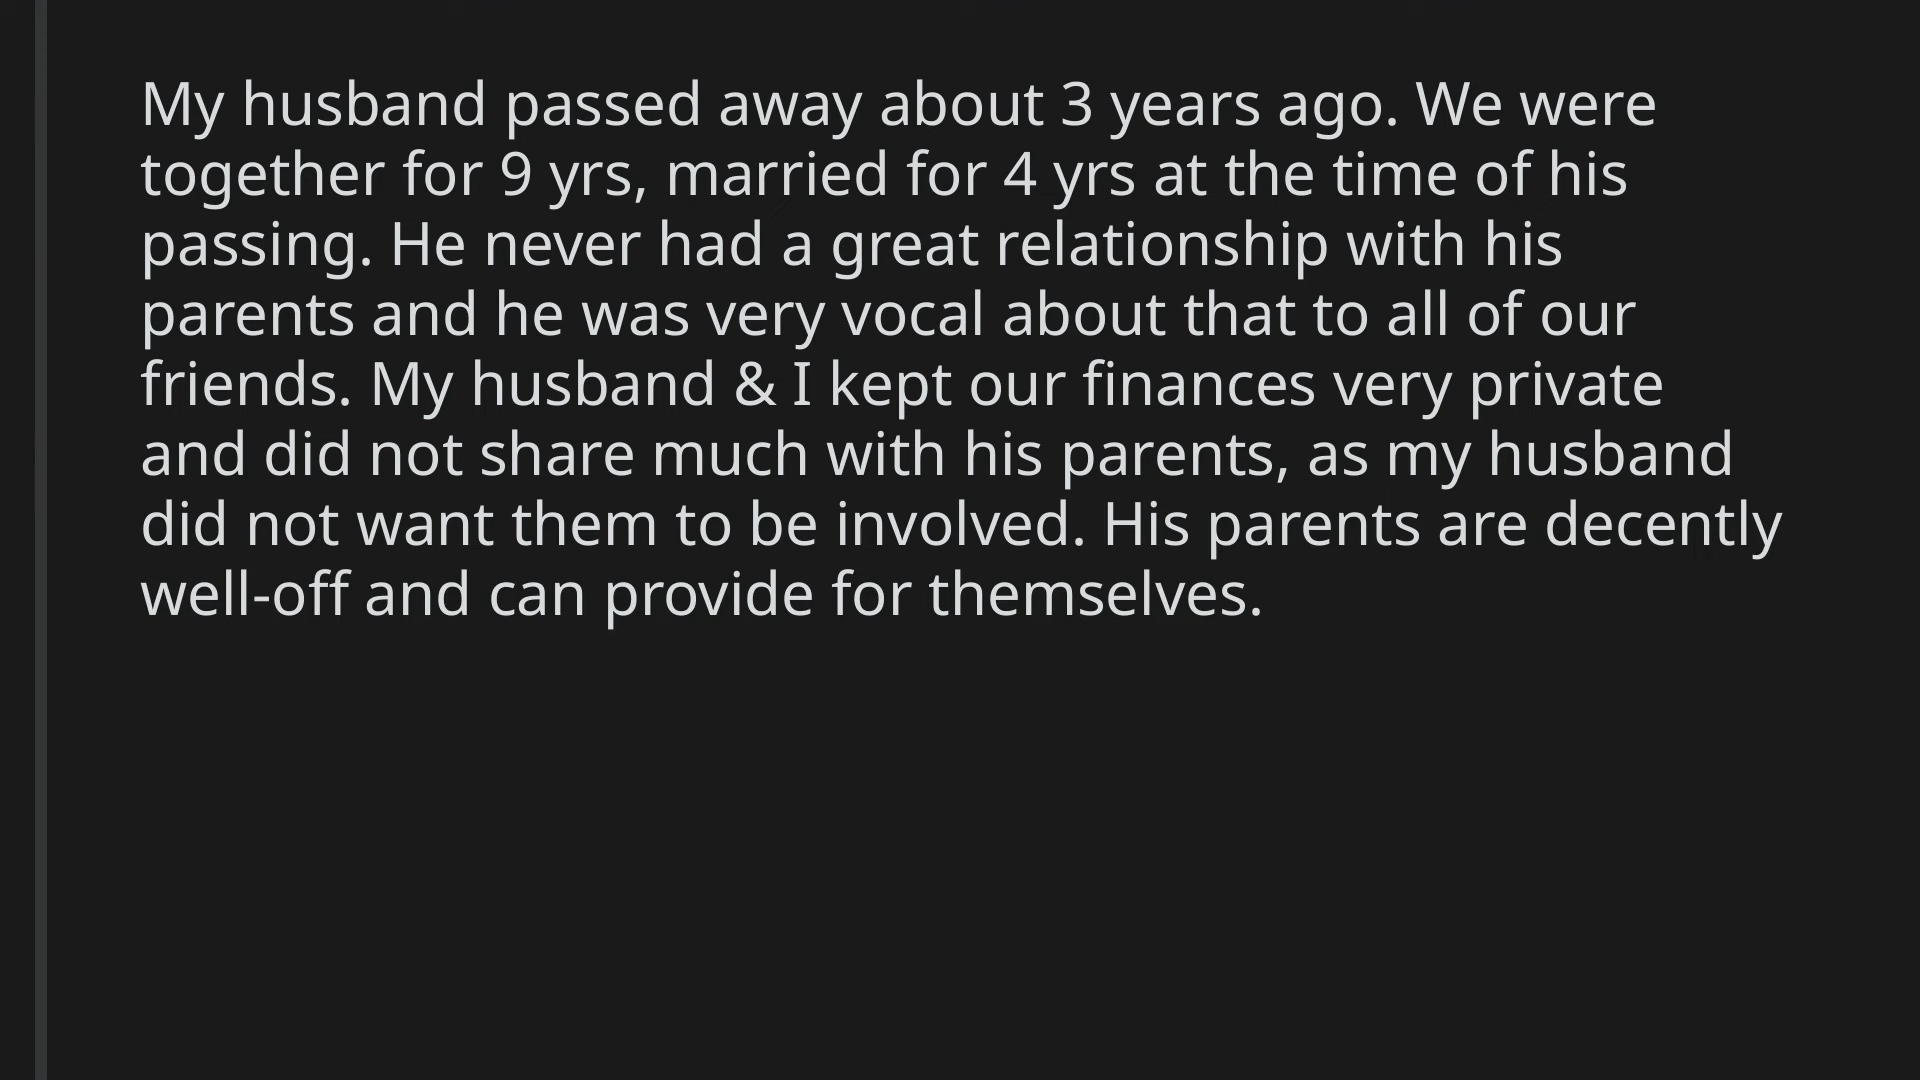 My husband passed away about 3 years ago. We were
together for 9 yrs, married for 4 yrs at the time of his
passing. He never had a great relationship with his
parents and he was very vocal about that to all of our
friends. My husband & I kept our finances very private
and did not share much with his parents, as my husband
did not want them to be involved. His parents are decently
well-off and can provide for themselves.